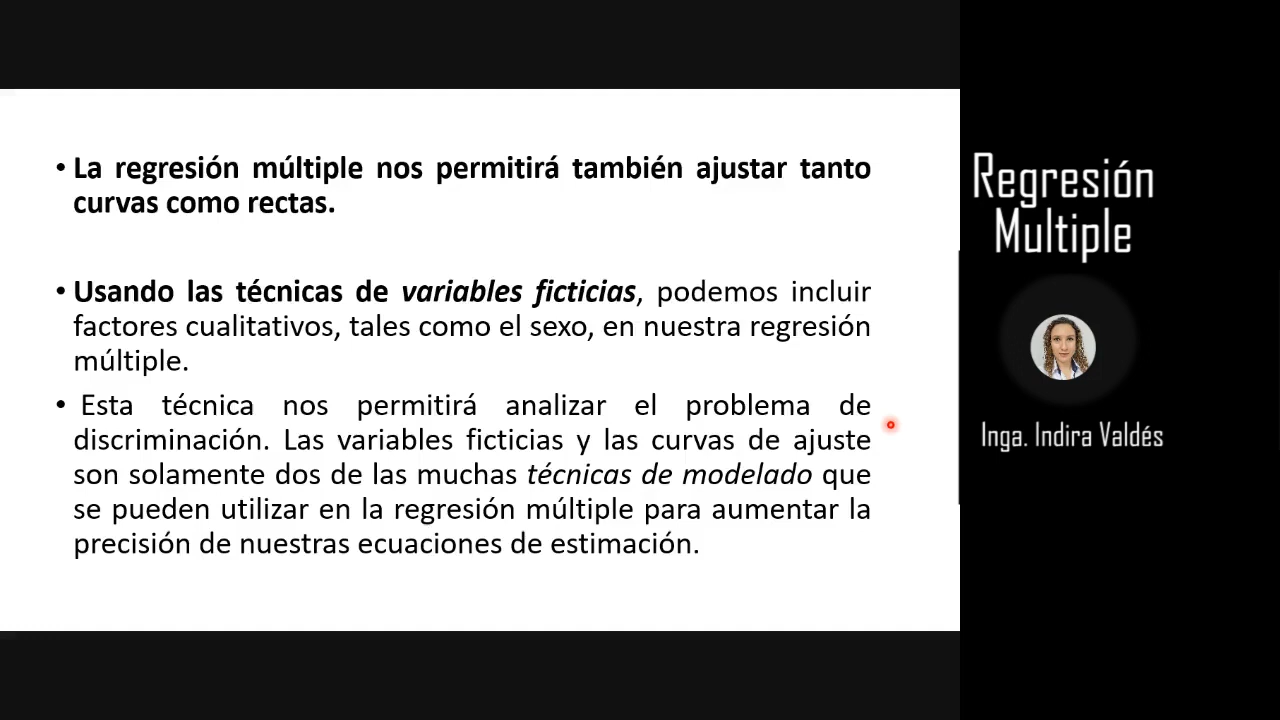 • La regresión múltiple nos permitirá también ajustar tanto
curvas como rectas.
• Usando las técnicas de variables ficticias, podemos incluir
factores cualitativos, tales como el sexo, en nuestra regresión
múltiple.
• Esta técnica nos permitirá analizar el problema de
discriminación. Las variables ficticias y las curvas de ajuste
son solamente dos de las muchas técnicas de modelado que
se pueden utilizar en la regresión múltiple para aumentar la
precisión de nuestras ecuaciones de estimación.
Regresión
Multiple
Inga. Indira Valdés